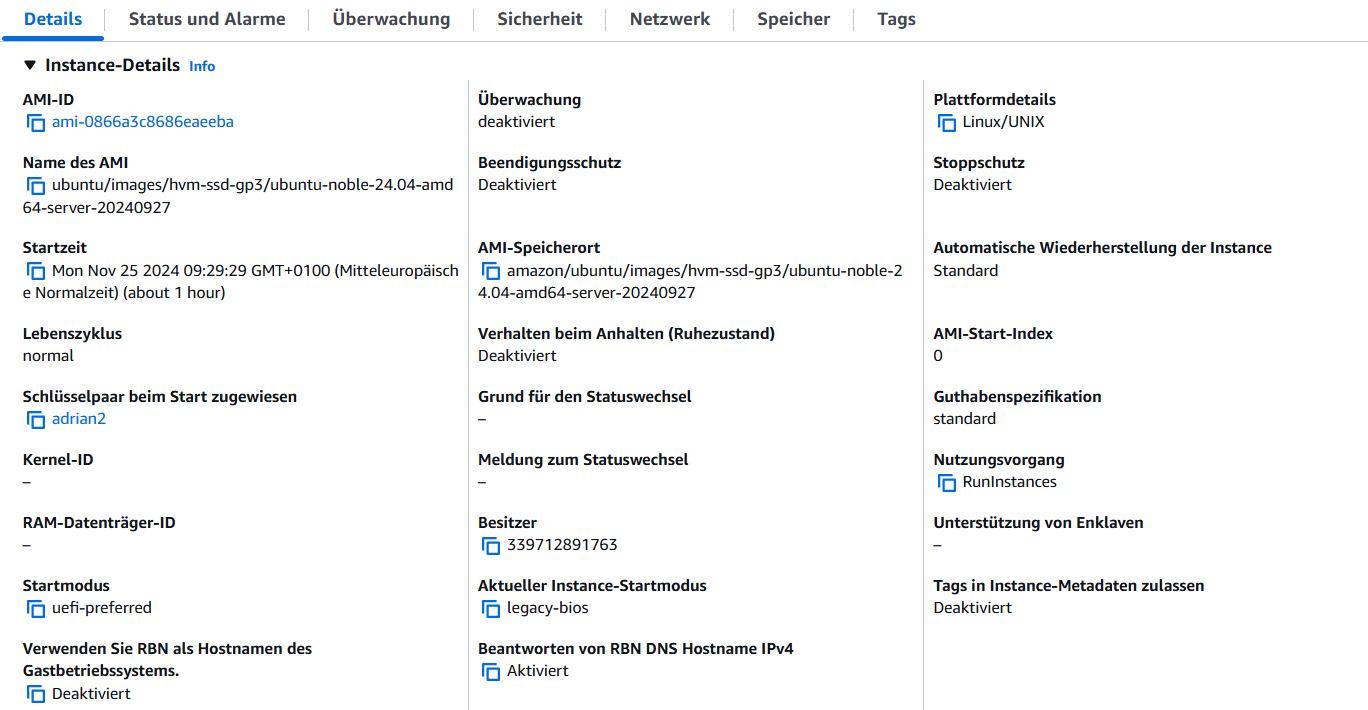 Details
Status und Alarme
Überwachung
Sicherheit
Netzwerk
Speicher
Tags
Instance-Details Info
AMI-ID
ami-0866a3c8686eaeeba
Überwachung
deaktiviert
Plattformdetails
Linux/UNIX
Name des AMI
ubuntu/images/hvm-ssd-gp3/ubuntu-noble-24.04-amd
64-server-20240927
Beendigungsschutz
Deaktiviert
Stoppschutz
Deaktiviert
Startzeit
Mon Nov 25 2024 09:29:29 GMT+0100 (Mitteleuropäisch
e Normalzeit) (about 1 hour)
AMI-Speicherort
amazon/ubuntu/images/hvm-ssd-gp3/ubuntu-noble-2
4.04-amd64-server-20240927
Automatische Wiederherstellung der Instance
Standard
Lebenszyklus
normal
Verhalten beim Anhalten (Ruhezustand)
Deaktiviert
AMI-Start-Index
0
Schlüsselpaar beim Start zugewiesen
adrian2
Grund für den Statuswechsel
–
Guthabenspezifikation
standard
Kernel-ID
–
Meldung zum Statuswechsel
–
Nutzungsvorgang
RunInstances
RAM-Datenträger-ID
–
Besitzer
339712891763
Unterstützung von Enklaven
–
Startmodus
uefi-preferred
Aktueller Instance-Startmodus
legacy-bios
Tags in Instance-Metadaten zulassen
Deaktiviert
Verwenden Sie RBN als Hostnamen des
Gastbetriebssystems.
Deaktiviert
Beantworten von RBN DNS Hostname IPv4
Aktiviert